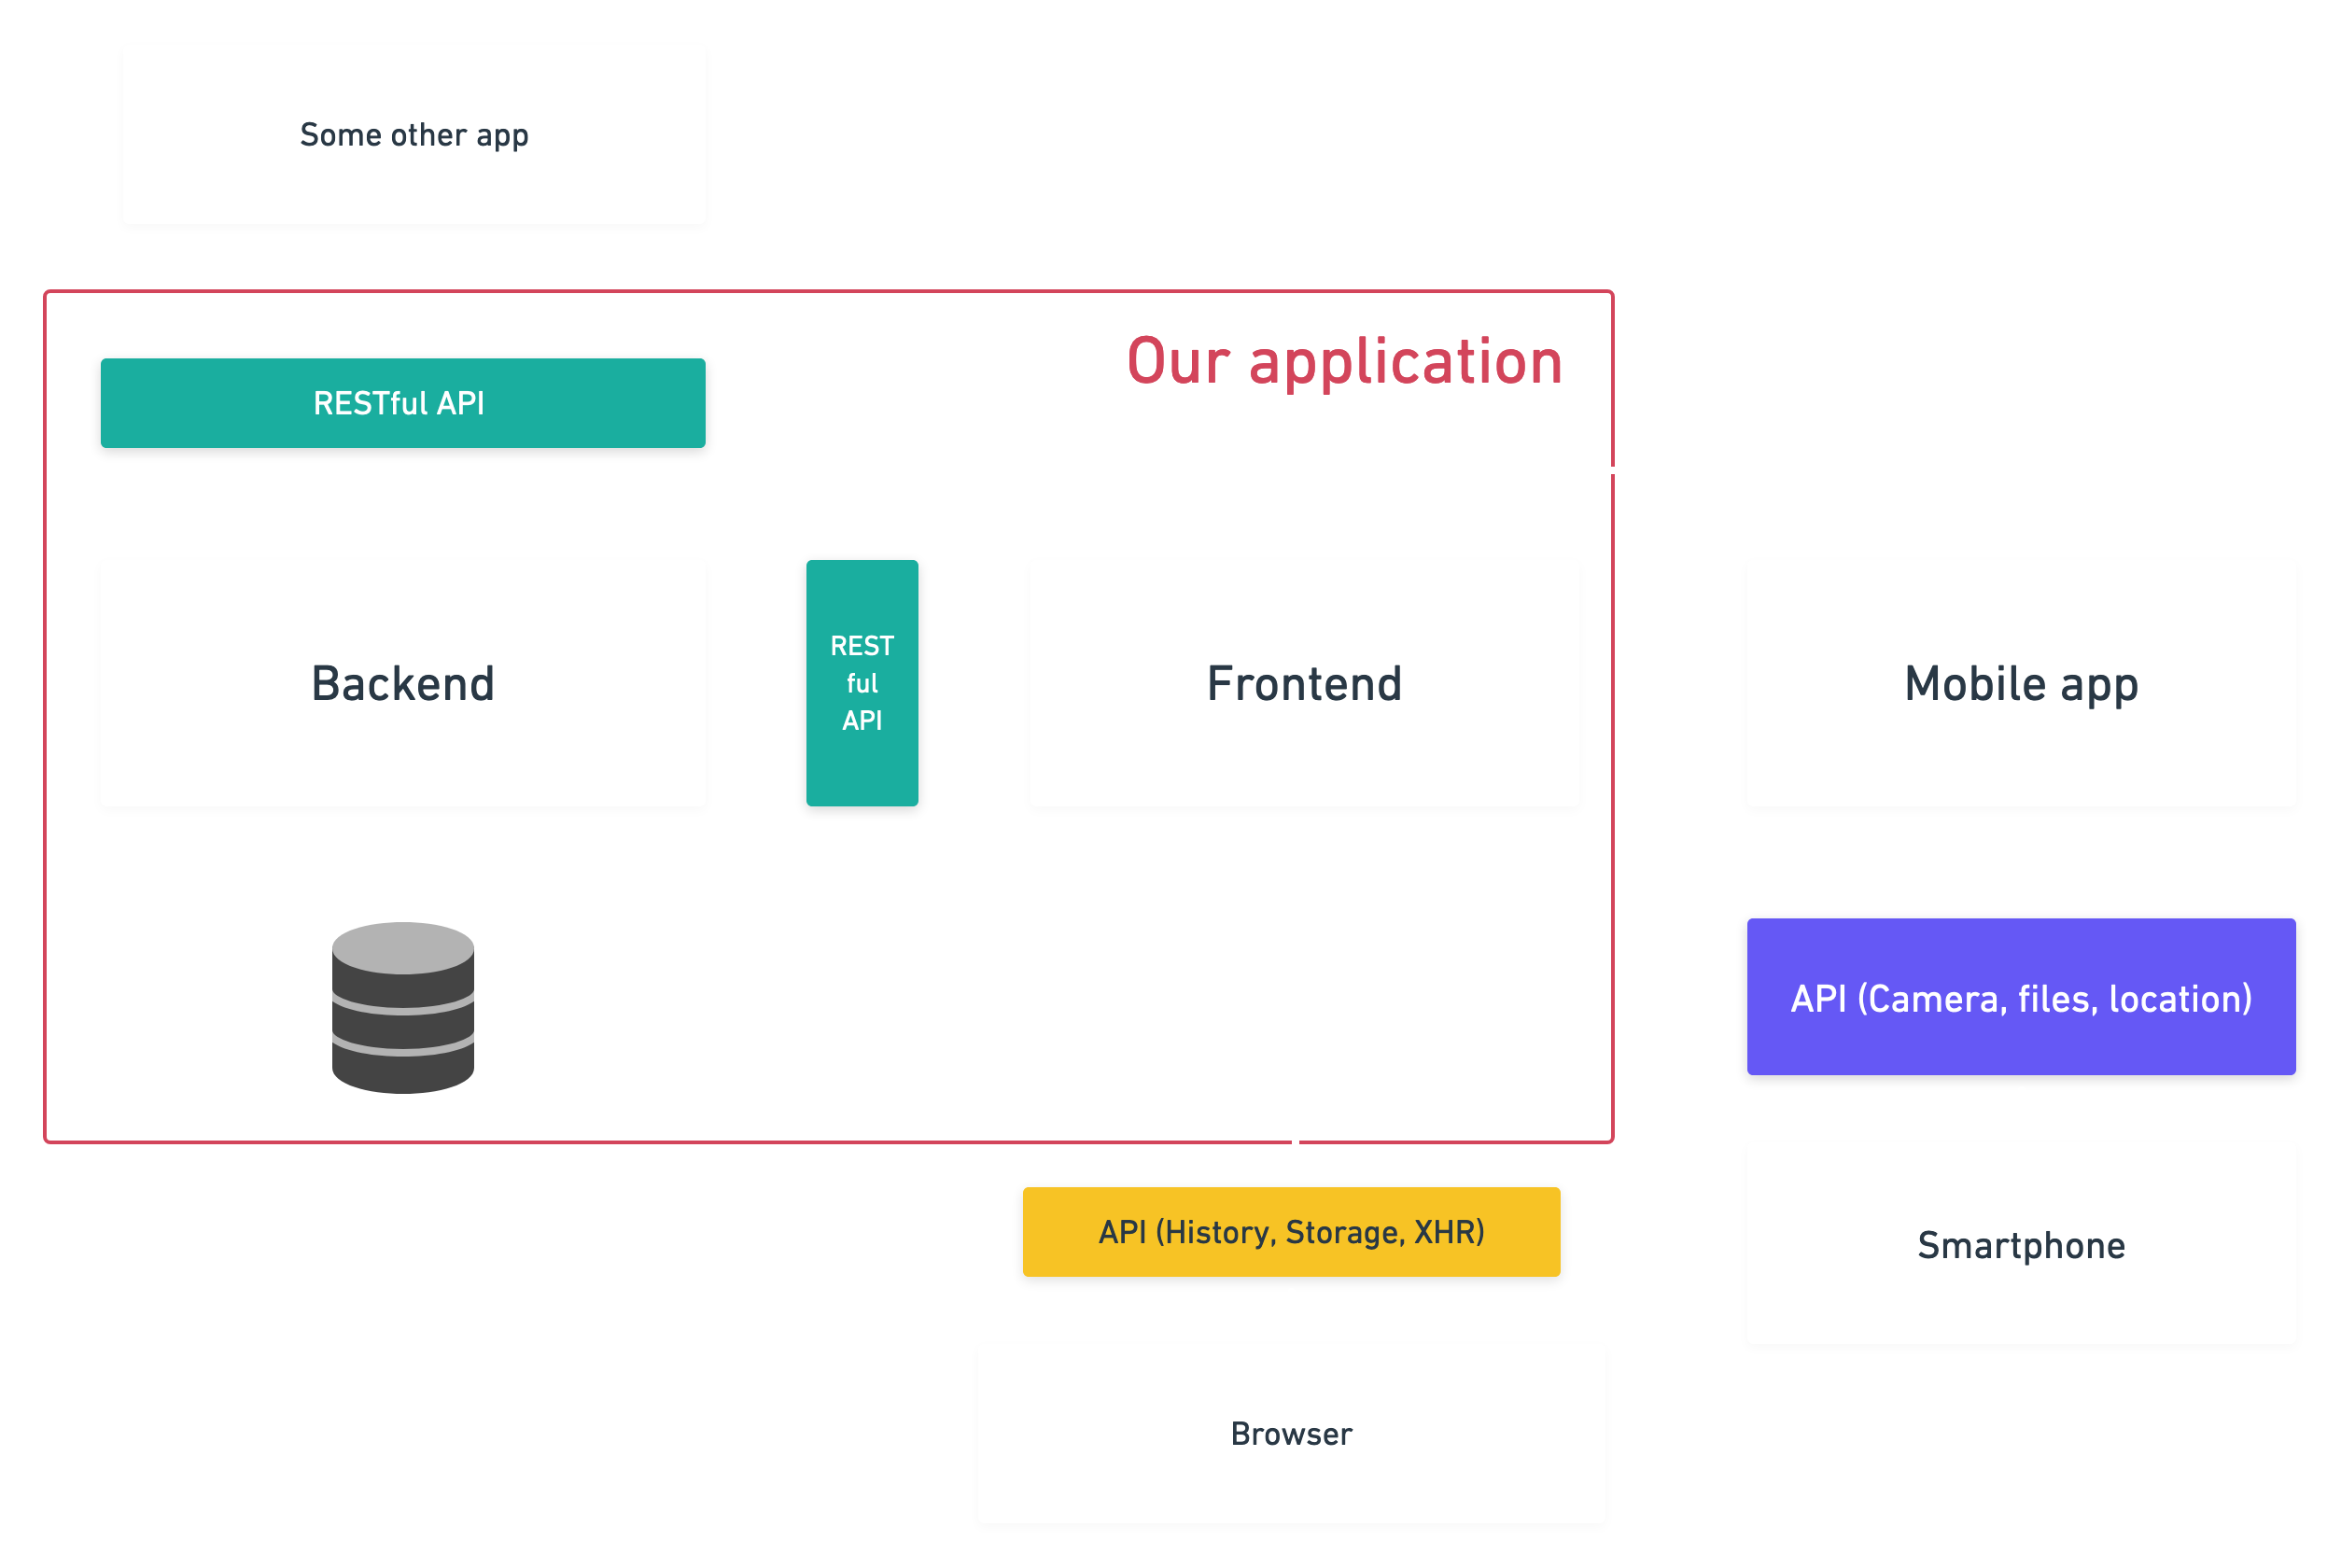 Some other app
Our application
RESTful API
Backend
REST
ful
API
Frontend
Mobile app
API (Camera, files, location)
API (History, Storage, XHR)
Smartphone
Browser